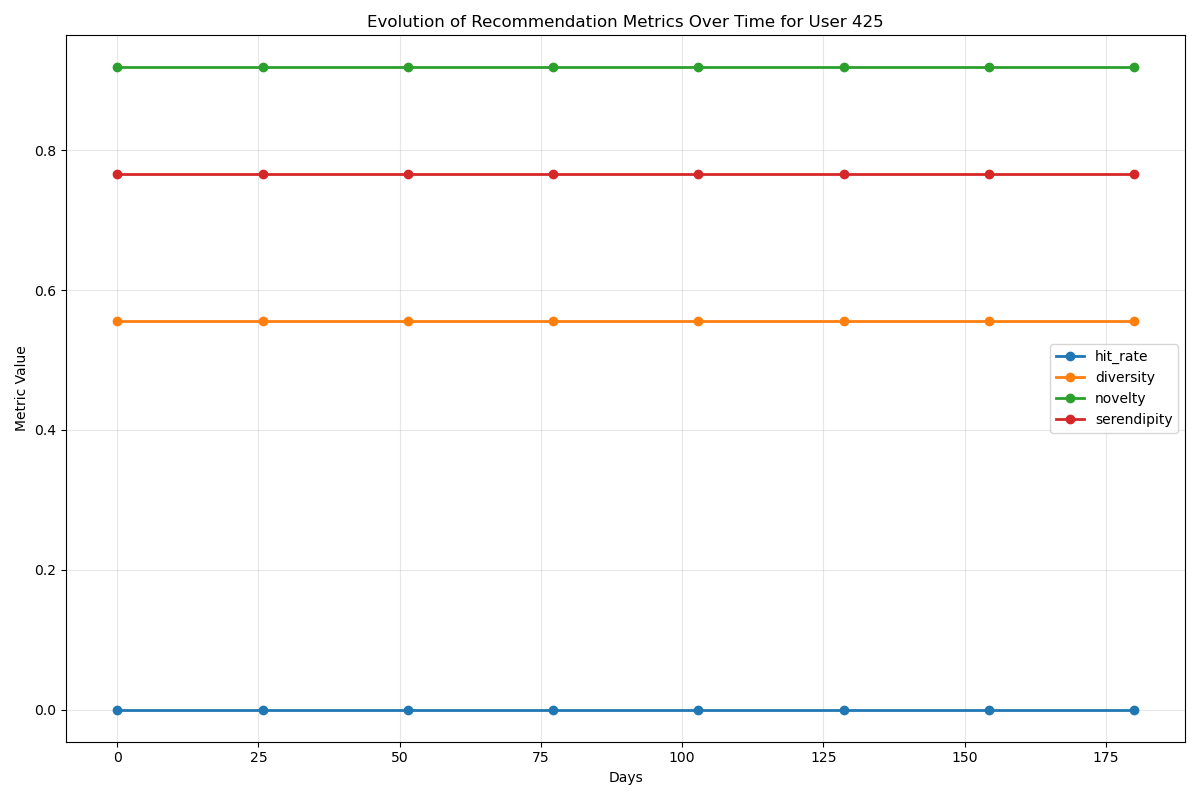 Evolution of Recommendation Metrics Over Time for User 425
Metric Value
0.8
0.6
0.4
0.2
0.0
hit_rate
diversity
novelty
serendipity
0 25 50 75 100 125 150 175
Days